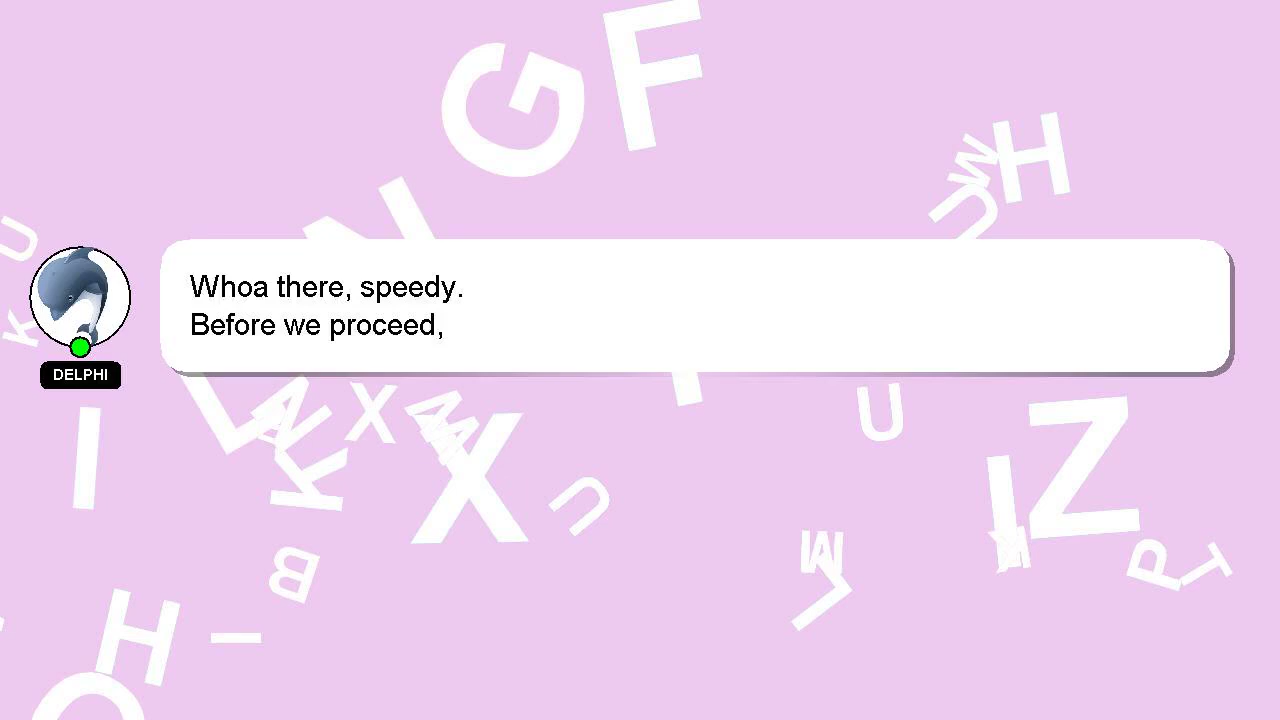 Whoa there, speedy.
Before we proceed,
DELPHI
G
F
W
H
U
N
U
K
L
A
K
X
M
X
U
U
Z
I
I
K
P
T
M
L
B
H
I
O